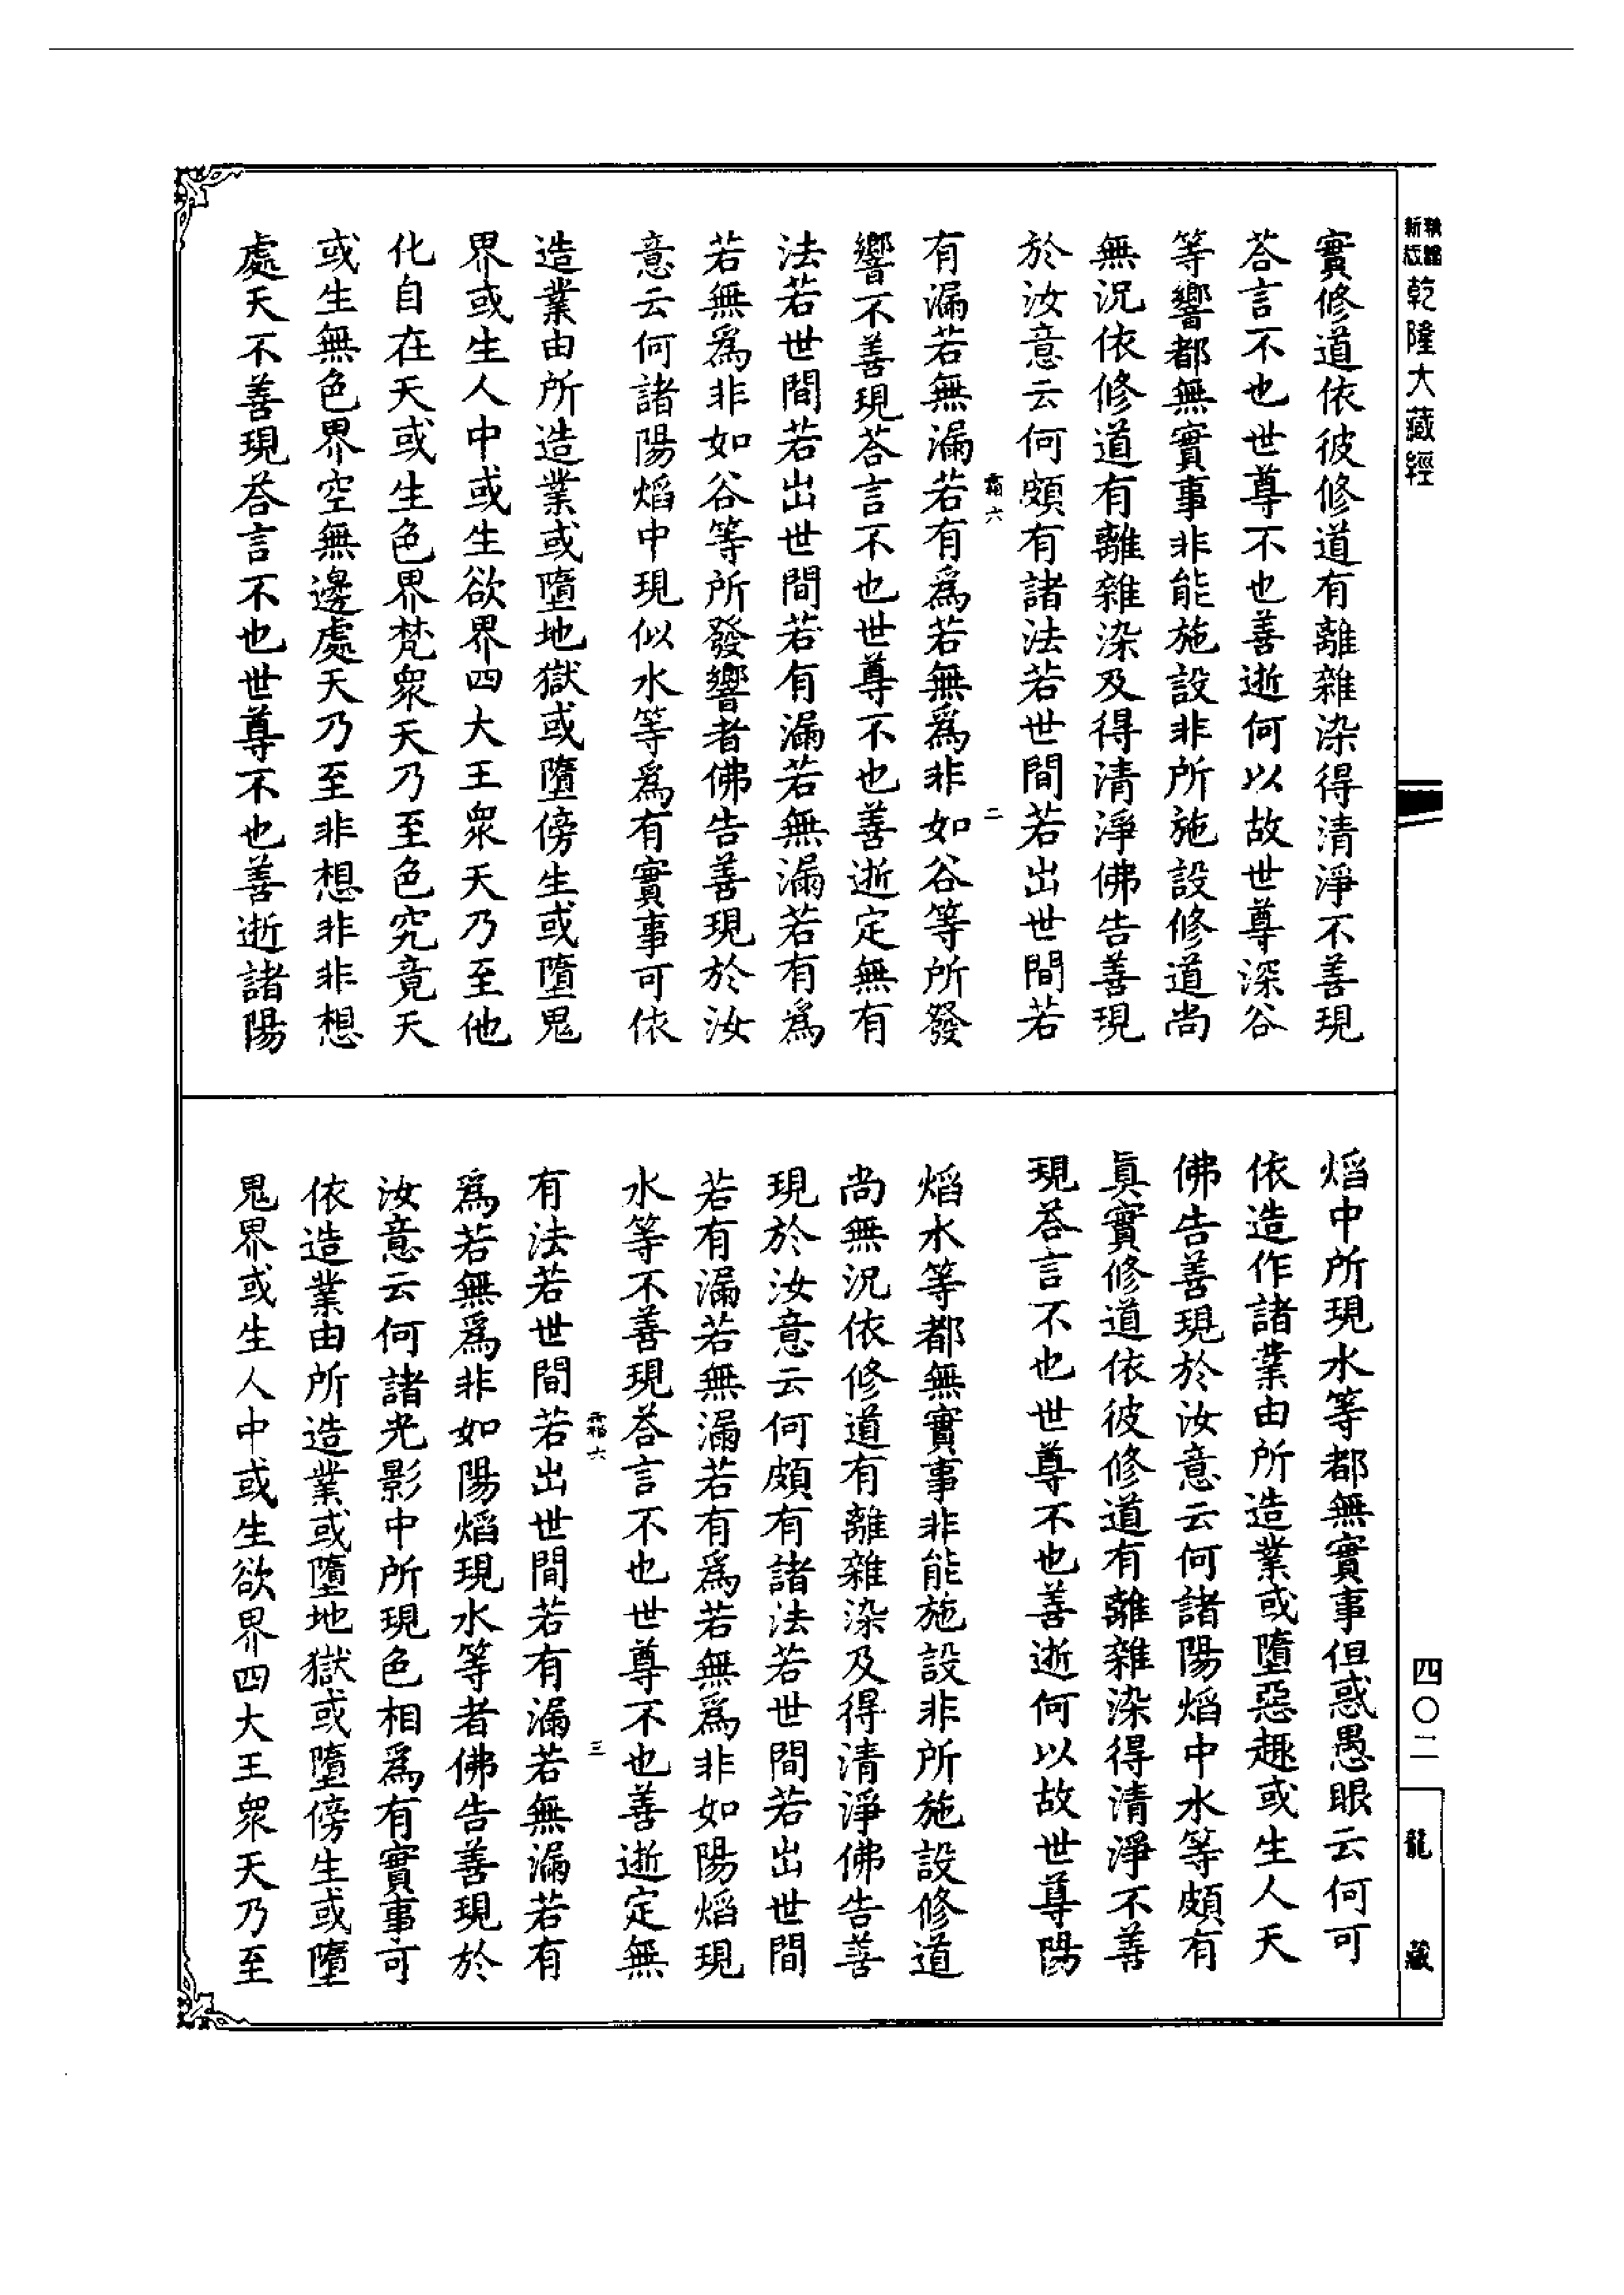 乾隆大藏經
實修道依彼修道有離雜染得清淨不善現
荅言不也世尊不也善逝何以故世尊深谷
等響都無實事非能施設非所施設修道尚
無況依修道有離雜染及得清淨佛告善現
於汝意云何頗有諸法若世間若出世間若
霜六
二
有漏若無漏若有為若無為非如谷等所發
響不善現荅言不也世尊不也善逝定無有
法若世間若出世間若有漏若無漏若有為
若無為非如谷等所發響者佛告善現於汝
意云何諸陽燄中現似水等為有實事可依
造業由所造業或墮地獄或墮傍生或墮鬼
界或生人中或生欲界四大王眾天乃至他
化自在天或生色界梵眾天乃至色究竟天
或生無色界空無邊處天乃至非想非非想
處天不善現荅言不也世尊不也善逝諸陽
焰中所現水等都無實事但惑愚眼云何可
依造作諸業由所造業或墮惡趣或生人天
佛告善現於汝意云何諸陽焰中水等頗有
真實修道依彼修道有離雜染得清淨不善
現荅言不也世尊不也善逝何以故世尊陽
焰水等都無實事非能施設非所施設修道
尚無況依修道有離雜染及得清淨佛告善
現於汝意云何頗有諸法若世間若出世間
若有漏若無漏若有為若無為非如陽焰現
水等不善現荅言不也世尊不也善逝定無
霜六
三
有法若世間若出世間若有漏若無漏若有
為若無為非如陽焰現水等者佛告善現於
汝意云何諸光影中所現色相為有實事可
依造業由所造業或墮地獄或墮傍生或墮
鬼界或生人中或生欲界四大王眾天乃至
四〇二
龍藏